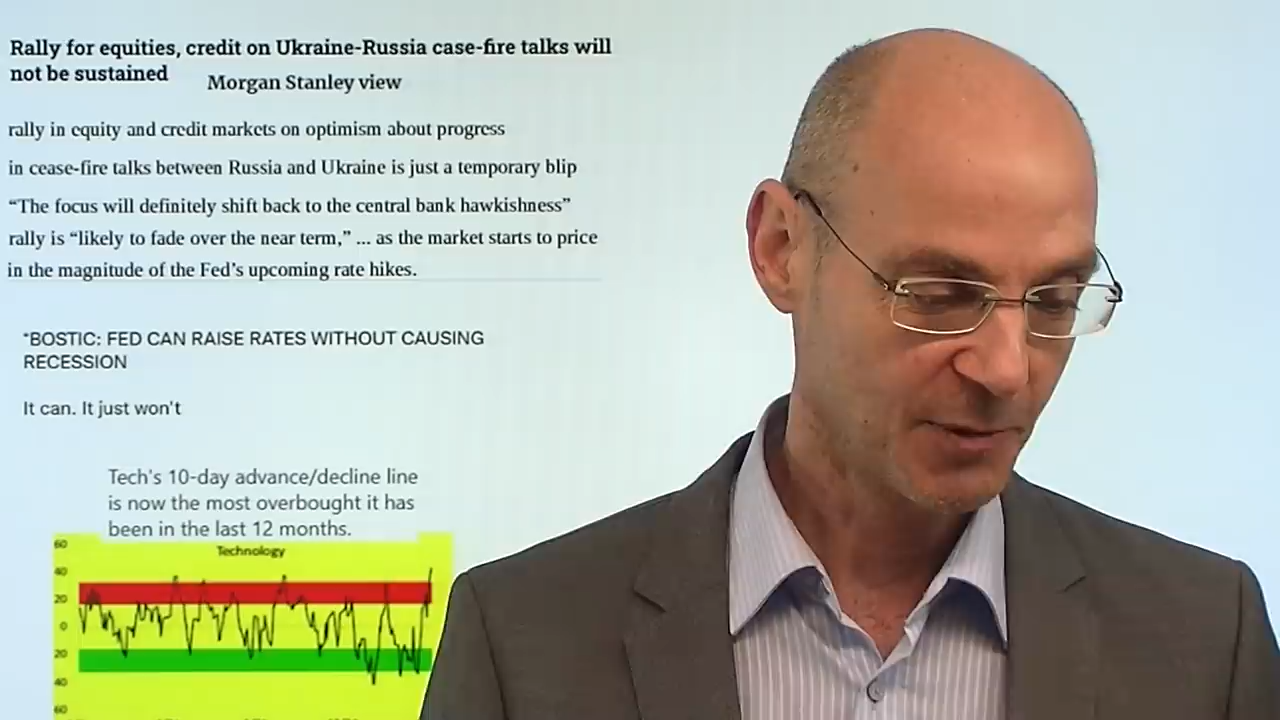 Rally for equities, credit on Ukraine-Russia case-fire talks will
not be sustained
Morgan Stanley view
rally in equity and credit markets on optimism about progress
in cease-fire talks between Russia and Ukraine is just a temporary blip
“The focus will definitely shift back to the central bank hawkishness”
rally is “likely to fade over the near term,” ... as the market starts to price
in the magnitude of the Fed’s upcoming rate hikes.
*BOSTIC: FED CAN RAISE RATES WITHOUT CAUSING
RECESSION
It can. It just won't
Tech's 10-day advance/decline line
is now the most overbought it has
been in the last 12 months.
Technology
60
40
20
0
20
40
60